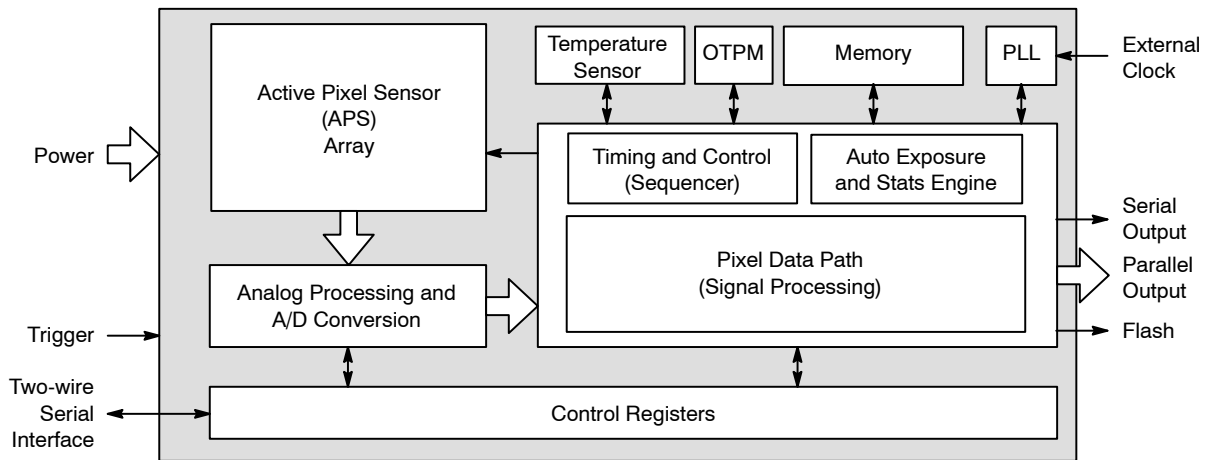 Temperature
Sensor
OTPM
Memory
PLL
External
Clock
Active Pixel Sensor
(APS)
Array
Power
Timing and Control
(Sequencer)
Auto Exposure
and Stats Engine
Serial
Output
Pixel Data Path
(Signal Processing)
Parallel
Output
Analog Processing and
A/D Conversion
Trigger
Flash
Two-wire
Serial
Interface
Control Registers